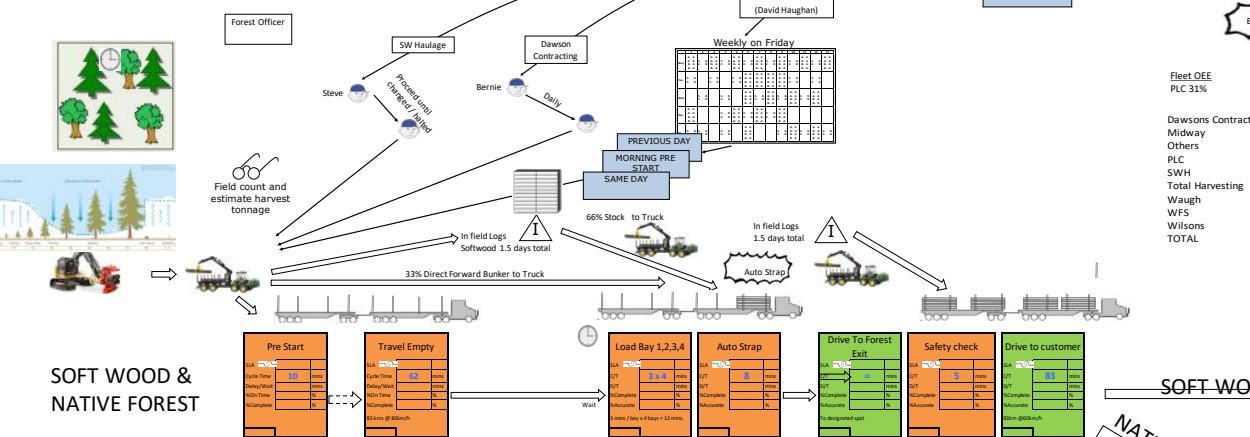 (David Haughan)
Forest Officer
SW Haulage
Dawson
Contracting
Weekly on Friday
Steve
Proceed until
changed / halted
Bernie
Daily
Fleet OEE
PLC 31%
Dawsons Contract
Midway
Others
PLC
SWH
Total Harvesting
Waugh
WFS
Wilsons
TOTAL
PREVIOUS DAY
MORNING PRE
START
SAME DAY
Field count and
estimate harvest
tonnage
I
66% Stock to Truck
In field Logs
Softwood 1.5 days total
In field Logs
1.5 days total
I
33% Direct Forward Bunker to Truck
Auto Strap
SOFT WOOD &
NATIVE FOREST
Pre Start
SLA
Cycle Time 10 mins
Delay/Wait mins
%On Time %
%Complete %
Travel Empty
SLA
Cycle Time 62 mins
Delay/Wait mins
%On Time %
%Complete %
83 kms @ 80km/h
Wait
Load Bay 1,2,3,4
SLA
C/T 3 x 4 mins
D/T mins
%Complete %
%Accurate %
3 mins / bay x 4 bays = 12 mins.
Auto Strap
SLA
C/T 8 mins
D/T mins
%Complete %
%Accurate %
Drive To Forest
Exit
SLA
C/T 10 mins
D/T mins
%Complete %
%Accurate %
To designated spot
Safety check
SLA
C/T 5 mins
D/T mins
%Complete %
%Accurate %
Drive to customer
SLA
C/T 83 mins
D/T mins
%Complete %
%Accurate %
83km @60km/h
SOFT WO
NAT